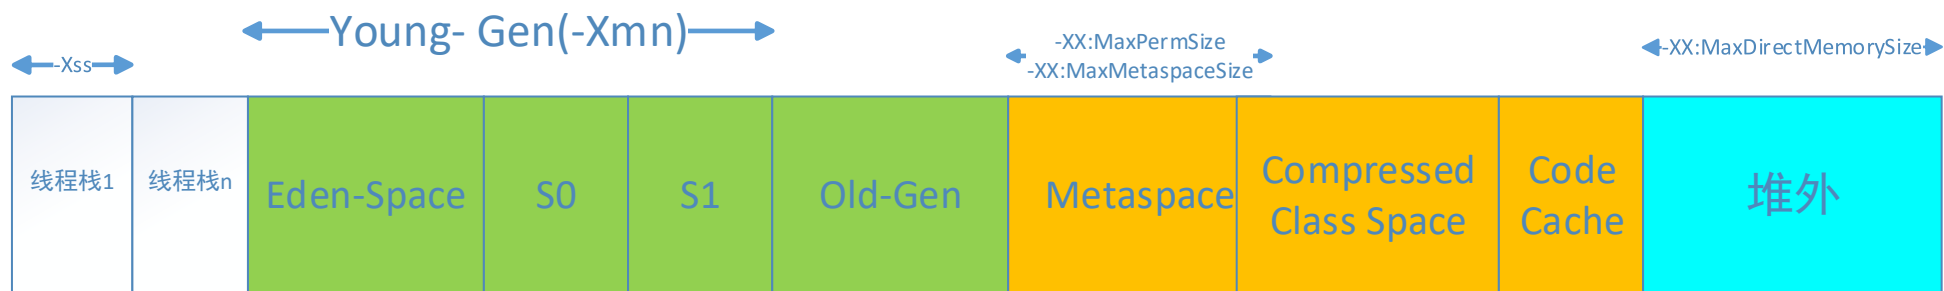 Young- Gen(-Xmn)
-Xss
-XX:MaxPermSize
-XX:MaxMetaspaceSize
-XX:MaxDirectMemorySize
线程栈1
线程栈n
Eden-Space
S0
S1
Old-Gen
Metaspace
Compressed
Class Space
Code
Cache
堆外